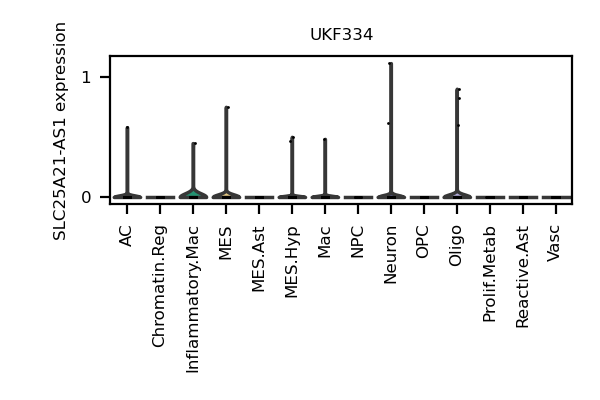 UKF334
SLC25A21-AS1 expression
1
0
AC
Chromatin.Reg
Inflammatory.Mac
MES
MES.Ast
MES.Hyp
Mac
NPC
Neuron
OPC
Oligo
Prolif.Metab
Reactive.Ast
Vasc